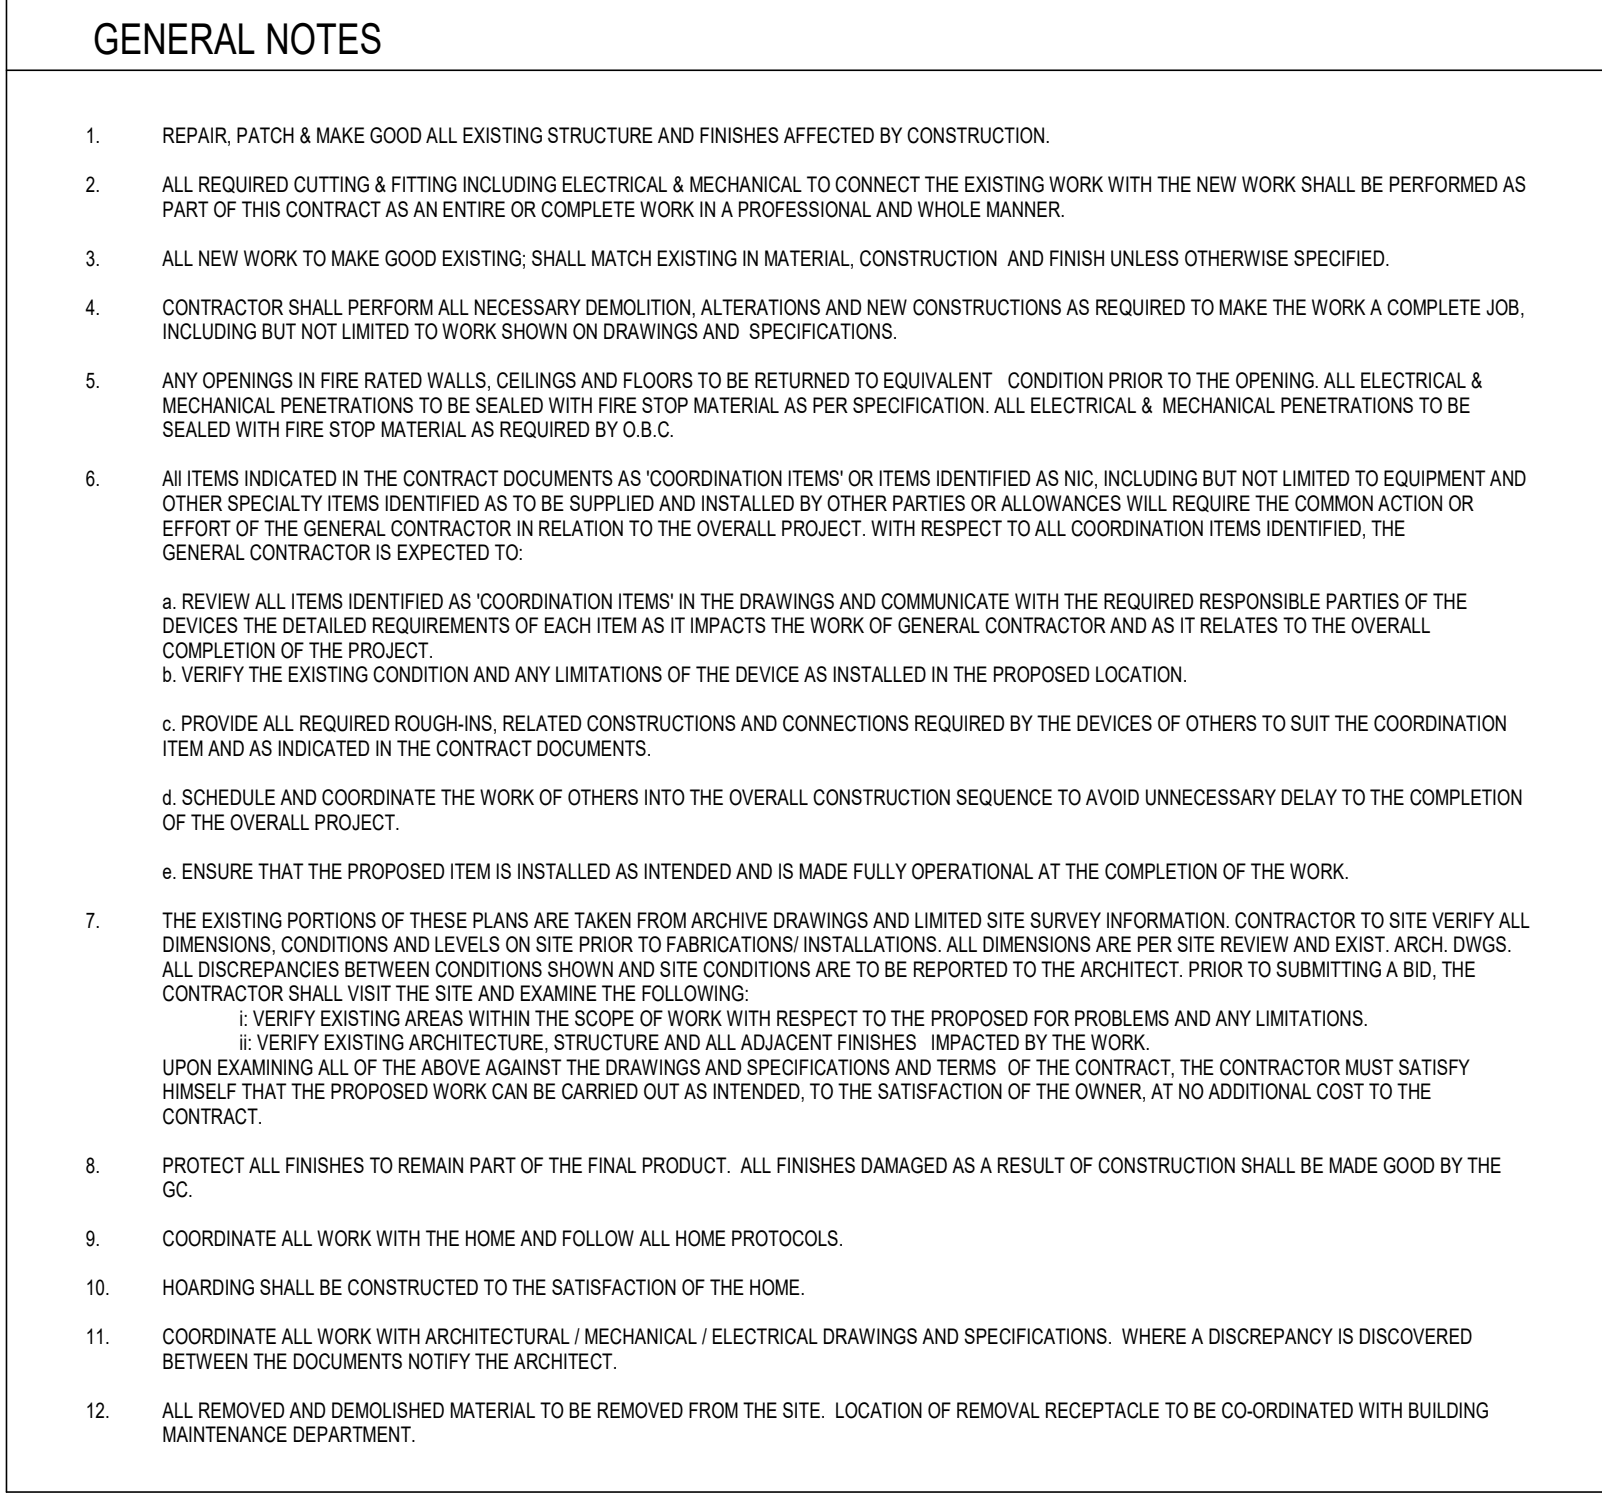 GENERAL NOTES
1. REPAIR, PATCH & MAKE GOOD ALL EXISTING STRUCTURE AND FINISHES AFFECTED BY CONSTRUCTION.
2. ALL REQUIRED CUTTING & FITTING INCLUDING ELECTRICAL & MECHANICAL TO CONNECT THE EXISTING WORK WITH THE NEW WORK SHALL BE PERFORMED AS
PART OF THIS CONTRACT AS AN ENTIRE OR COMPLETE WORK IN A PROFESSIONAL AND WHOLE MANNER.
3. ALL NEW WORK TO MAKE GOOD EXISTING; SHALL MATCH EXISTING IN MATERIAL, CONSTRUCTION AND FINISH UNLESS OTHERWISE SPECIFIED.
4. CONTRACTOR SHALL PERFORM ALL NECESSARY DEMOLITION, ALTERATIONS AND NEW CONSTRUCTIONS AS REQUIRED TO MAKE THE WORK A COMPLETE JOB,
INCLUDING BUT NOT LIMITED TO WORK SHOWN ON DRAWINGS AND SPECIFICATIONS.
5. ANY OPENINGS IN FIRE RATED WALLS, CEILINGS AND FLOORS TO BE RETURNED TO EQUIVALENT CONDITION PRIOR TO THE OPENING. ALL ELECTRICAL &
MECHANICAL PENETRATIONS TO BE SEALED WITH FIRE STOP MATERIAL AS PER SPECIFICATION. ALL ELECTRICAL & MECHANICAL PENETRATIONS TO BE
SEALED WITH FIRE STOP MATERIAL AS REQUIRED BY O.B.C.
6. All ITEMS INDICATED IN THE CONTRACT DOCUMENTS AS 'COORDINATION ITEMS' OR ITEMS IDENTIFIED AS NIC, INCLUDING BUT NOT LIMITED TO EQUIPMENT AND
OTHER SPECIALTY ITEMS IDENTIFIED AS TO BE SUPPLIED AND INSTALLED BY OTHER PARTIES OR ALLOWANCES WILL REQUIRE THE COMMON ACTION OR
EFFORT OF THE GENERAL CONTRACTOR IN RELATION TO THE OVERALL PROJECT. WITH RESPECT TO ALL COORDINATION ITEMS IDENTIFIED, THE
GENERAL CONTRACTOR IS EXPECTED TO:
a. REVIEW ALL ITEMS IDENTIFIED AS 'COORDINATION ITEMS' IN THE DRAWINGS AND COMMUNICATE WITH THE REQUIRED RESPONSIBLE PARTIES OF THE
DEVICES THE DETAILED REQUIREMENTS OF EACH ITEM AS IT IMPACTS THE WORK OF GENERAL CONTRACTOR AND AS IT RELATES TO THE OVERALL
COMPLETION OF THE PROJECT.
b. VERIFY THE EXISTING CONDITION AND ANY LIMITATIONS OF THE DEVICE AS INSTALLED IN THE PROPOSED LOCATION.
c. PROVIDE ALL REQUIRED ROUGH-INS, RELATED CONSTRUCTIONS AND CONNECTIONS REQUIRED BY THE DEVICES OF OTHERS TO SUIT THE COORDINATION
ITEM AND AS INDICATED IN THE CONTRACT DOCUMENTS.
d. SCHEDULE AND COORDINATE THE WORK OF OTHERS INTO THE OVERALL CONSTRUCTION SEQUENCE TO AVOID UNNECESSARY DELAY TO THE COMPLETION
OF THE OVERALL PROJECT.
e. ENSURE THAT THE PROPOSED ITEM IS INSTALLED AS INTENDED AND IS MADE FULLY OPERATIONAL AT THE COMPLETION OF THE WORK.
7. THE EXISTING PORTIONS OF THESE PLANS ARE TAKEN FROM ARCHIVE DRAWINGS AND LIMITED SITE SURVEY INFORMATION. CONTRACTOR TO SITE VERIFY ALL
DIMENSIONS, CONDITIONS AND LEVELS ON SITE PRIOR TO FABRICATIONS/ INSTALLATIONS. ALL DIMENSIONS ARE PER SITE REVIEW AND EXIST. ARCH. DWGS.
ALL DISCREPANCIES BETWEEN CONDITIONS SHOWN AND SITE CONDITIONS ARE TO BE REPORTED TO THE ARCHITECT. PRIOR TO SUBMITTING A BID, THE
CONTRACTOR SHALL VISIT THE SITE AND EXAMINE THE FOLLOWING:
i: VERIFY EXISTING AREAS WITHIN THE SCOPE OF WORK WITH RESPECT TO THE PROPOSED FOR PROBLEMS AND ANY LIMITATIONS.
ii: VERIFY EXISTING ARCHITECTURE, STRUCTURE AND ALL ADJACENT FINISHES IMPACTED BY THE WORK.
UPON EXAMINING ALL OF THE ABOVE AGAINST THE DRAWINGS AND SPECIFICATIONS AND TERMS OF THE CONTRACT, THE CONTRACTOR MUST SATISFY
HIMSELF THAT THE PROPOSED WORK CAN BE CARRIED OUT AS INTENDED, TO THE SATISFACTION OF THE OWNER, AT NO ADDITIONAL COST TO THE
CONTRACT.
8. PROTECT ALL FINISHES TO REMAIN PART OF THE FINAL PRODUCT. ALL FINISHES DAMAGED AS A RESULT OF CONSTRUCTION SHALL BE MADE GOOD BY THE
GC.
9. COORDINATE ALL WORK WITH THE HOME AND FOLLOW ALL HOME PROTOCOLS.
10. HOARDING SHALL BE CONSTRUCTED TO THE SATISFACTION OF THE HOME.
11. COORDINATE ALL WORK WITH ARCHITECTURAL / MECHANICAL / ELECTRICAL DRAWINGS AND SPECIFICATIONS. WHERE A DISCREPANCY IS DISCOVERED
BETWEEN THE DOCUMENTS NOTIFY THE ARCHITECT.
12. ALL REMOVED AND DEMOLISHED MATERIAL TO BE REMOVED FROM THE SITE. LOCATION OF REMOVAL RECEPTACLE TO BE CO-ORDINATED WITH BUILDING
MAINTENANCE DEPARTMENT.